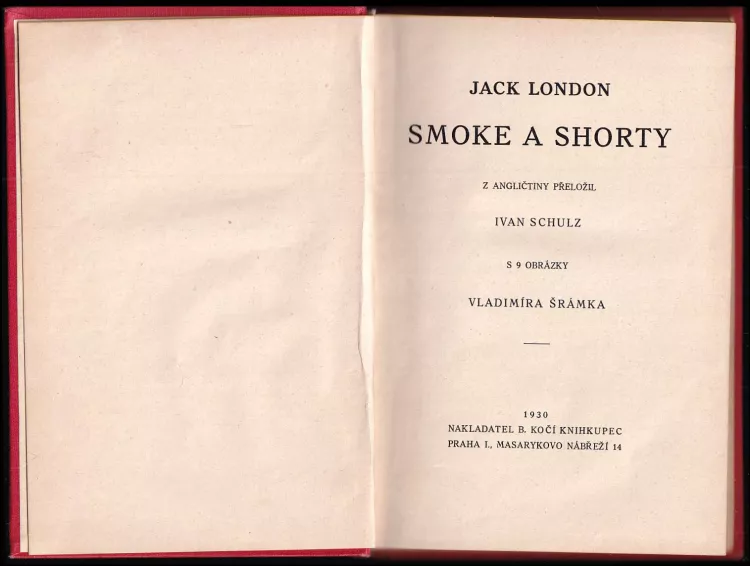 JACK LONDON
SMOKE A SHORTY
Z ANGLIČTINY PŘELOŽIL
IVAN SCHULZ
S 9 OBRÁZKY
VLADIMÍRA ŠRÁMKA
1930
NAKLADATEL B. KOČÍ KNIHKUPEC
PRAHA I., MASARYKOVO NÁBŘEŽÍ 14